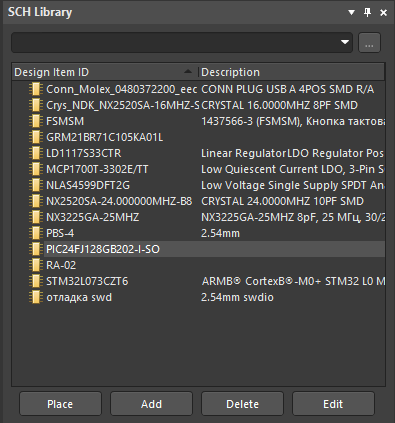 SCH Library
...
Design Item ID Description
Conn_Molex_0480372200_eec CONN PLUG USB A 4POS SMD R/A
Crys_NDK_NX2520SA-16MHZ-S CRYSTAL 16.0000MHZ 8PF SMD
FSMSM 1437566-3 (FSMSM), Кнопка тактова
GRM21BR71C105KA01L
LD1117S33CTR Linear RegulatorLDO Regulator Pos
MCP1700T-3302E/TT Low Quiescent Current LDO, 3-Pin S
NLAS4599DFT2G Low Voltage Single Supply SPDT An
NX2520SA-24.000000MHZ-B8 CRYSTAL 24.0000MHZ 10PF SMD
NX3225GA-25MHZ NX3225GA-25MHZ 8pF, 25 МГц, 30/2
PBS-4 2.54mm
PIC24FJ128GB202-I-SO
RA-02
STM32L073CZT6 ARMB® CortexB®-M0+ STM32 L0 M
отладка swd 2.54mm swdio
Place Add Delete Edit